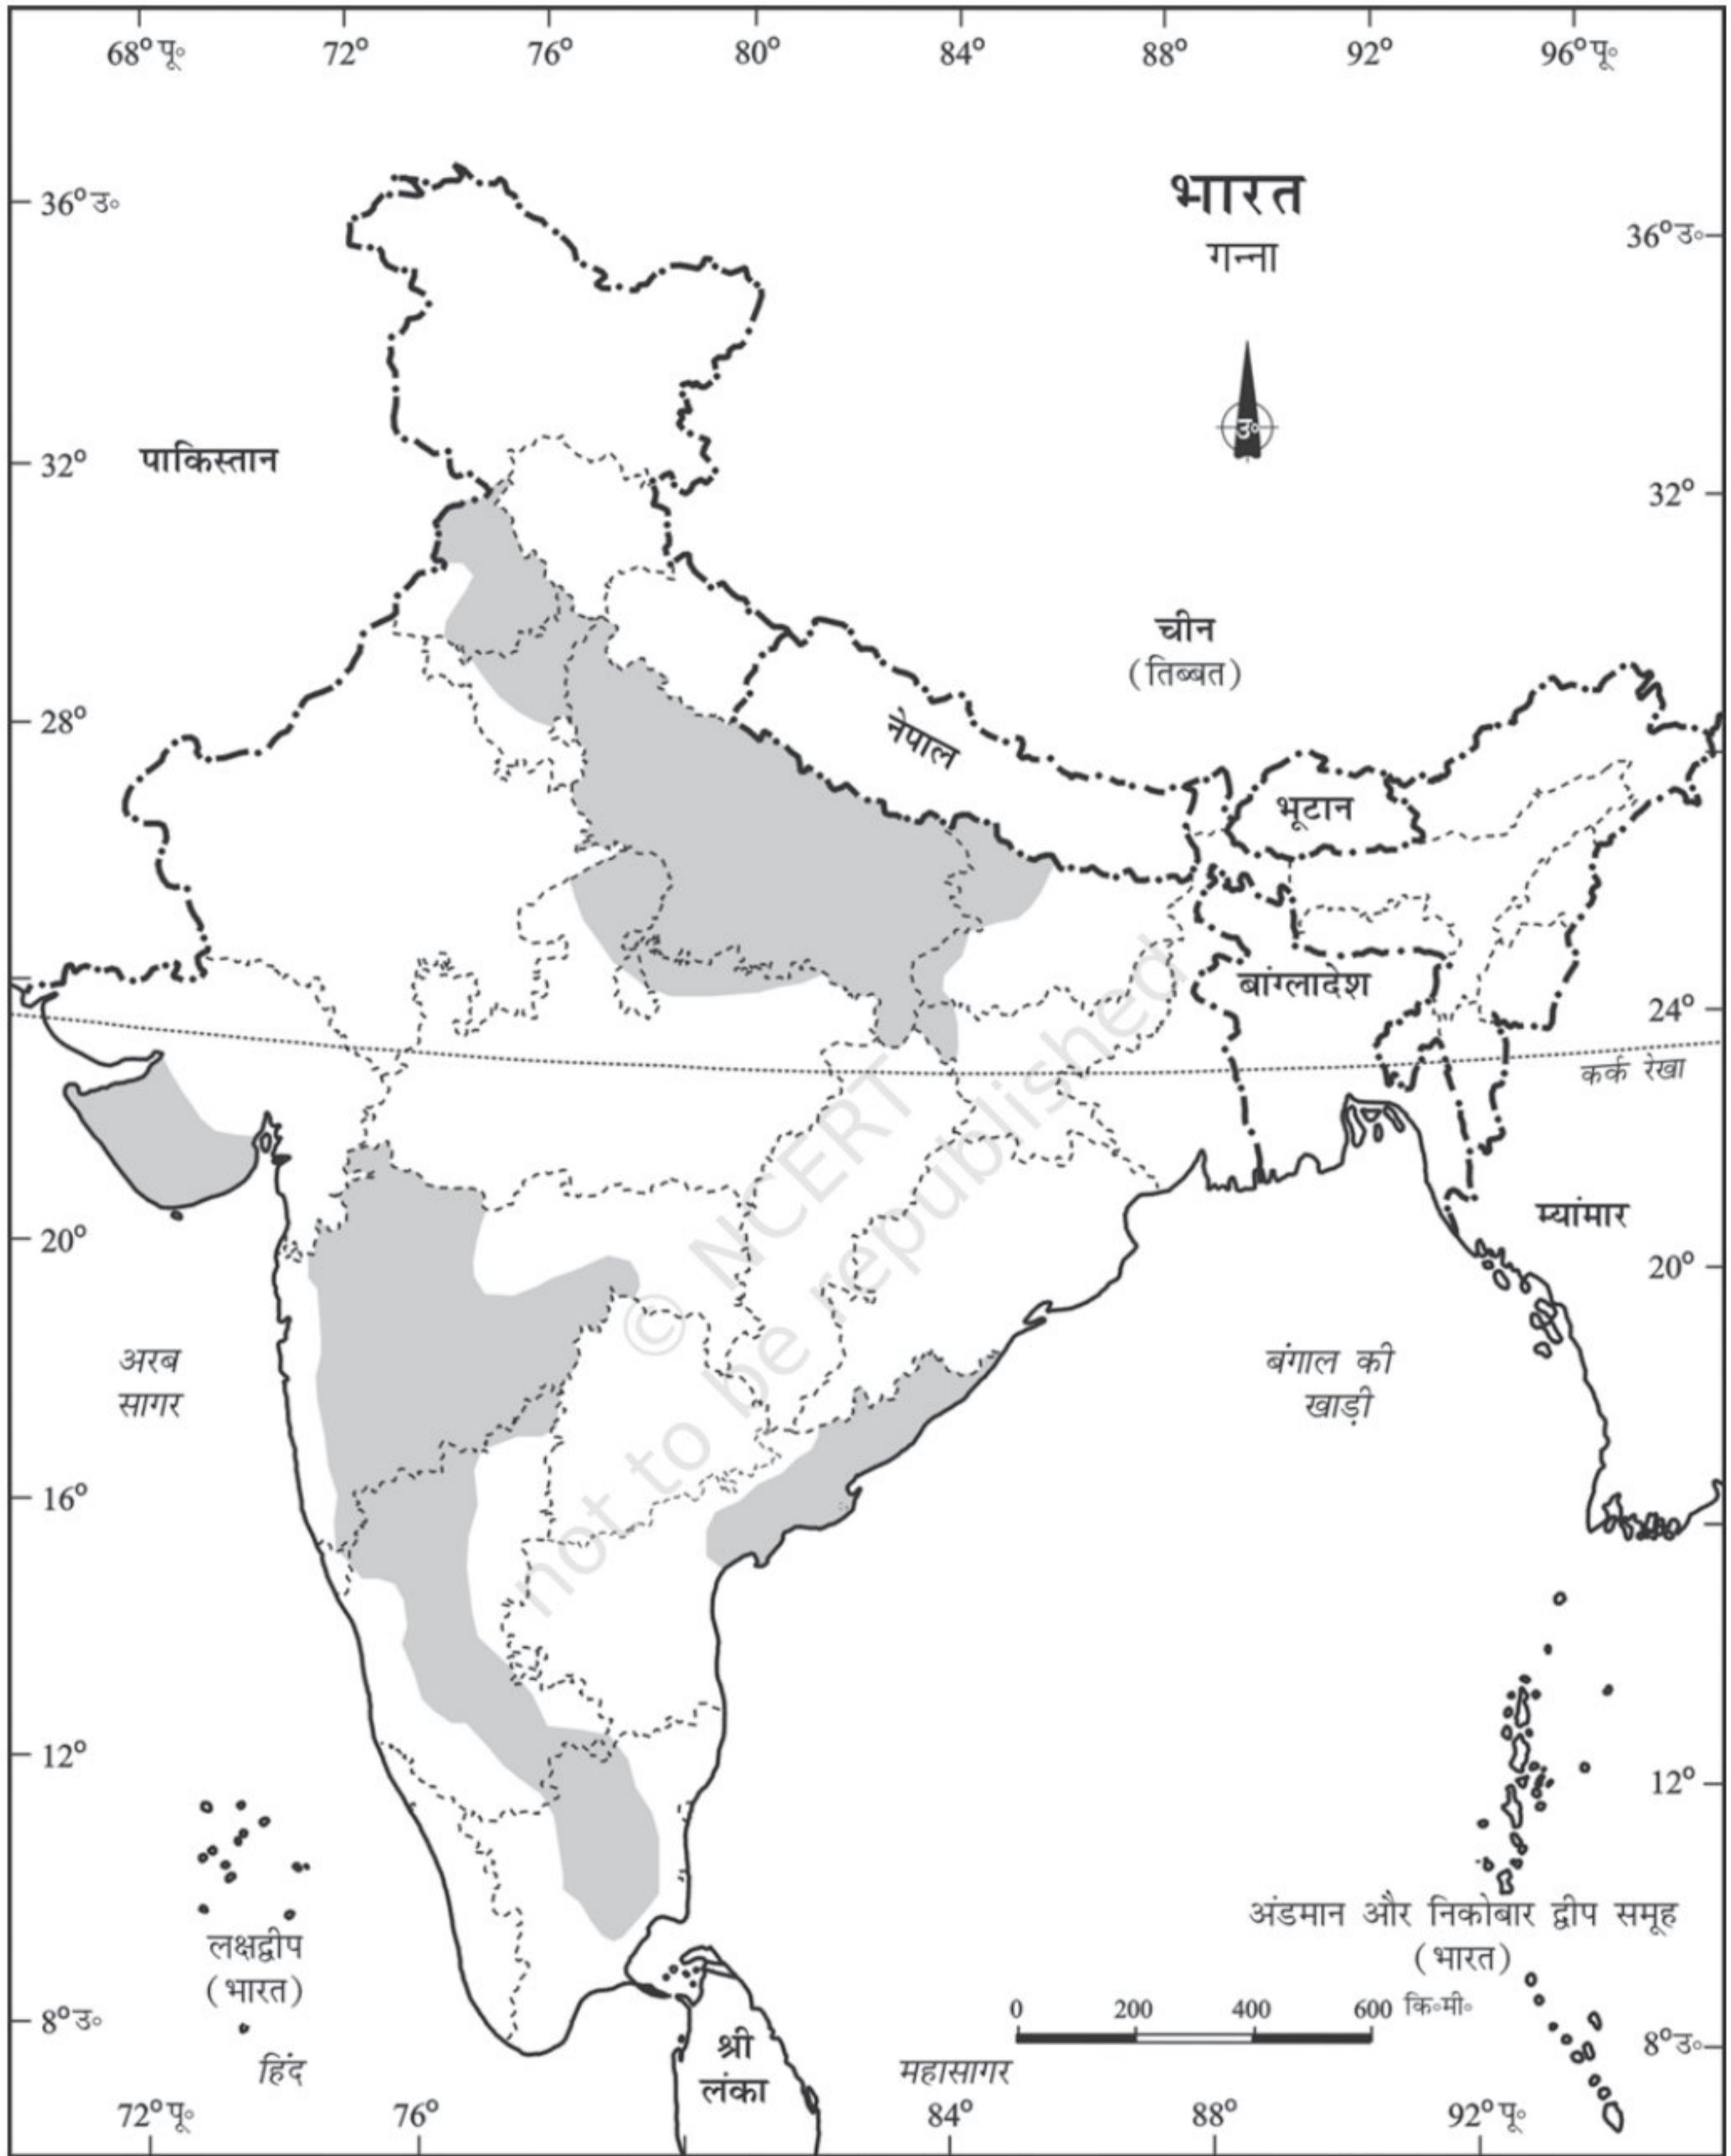 68° पू॰ 72° 76° 80° 84° 88° 92° 96° पू॰
भारत
गन्ना
36° उ॰
36° उ॰
उ॰
पाकिस्तान
32°
32°
चीन
(तिब्बत)
28°
नेपाल
भूटान
बांग्लादेश
24°
कर्क रेखा
© NCERT
not to be republished
म्यांमार
20°
20°
अरब
सागर
बंगाल की
खाड़ी
16°
12°
12°
लक्षद्वीप
(भारत)
अंडमान और निकोबार द्वीप समूह
(भारत)
0 200 400 600 कि॰मी॰
8° उ॰
8° उ॰
श्री
लंका
हिंद
महासागर
72° पू॰ 76° 84° 88° 92° पू॰